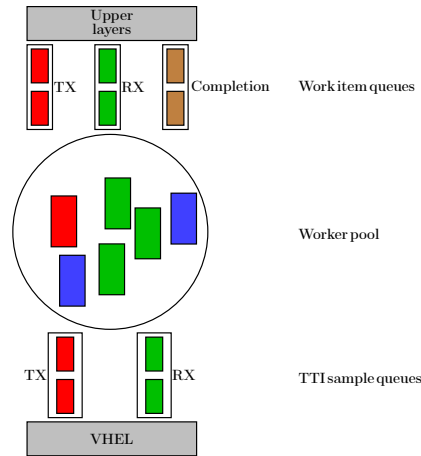 Upper
layers
TX RX Completion Work item queues
Worker pool
TX RX TTI sample queues
VHEL